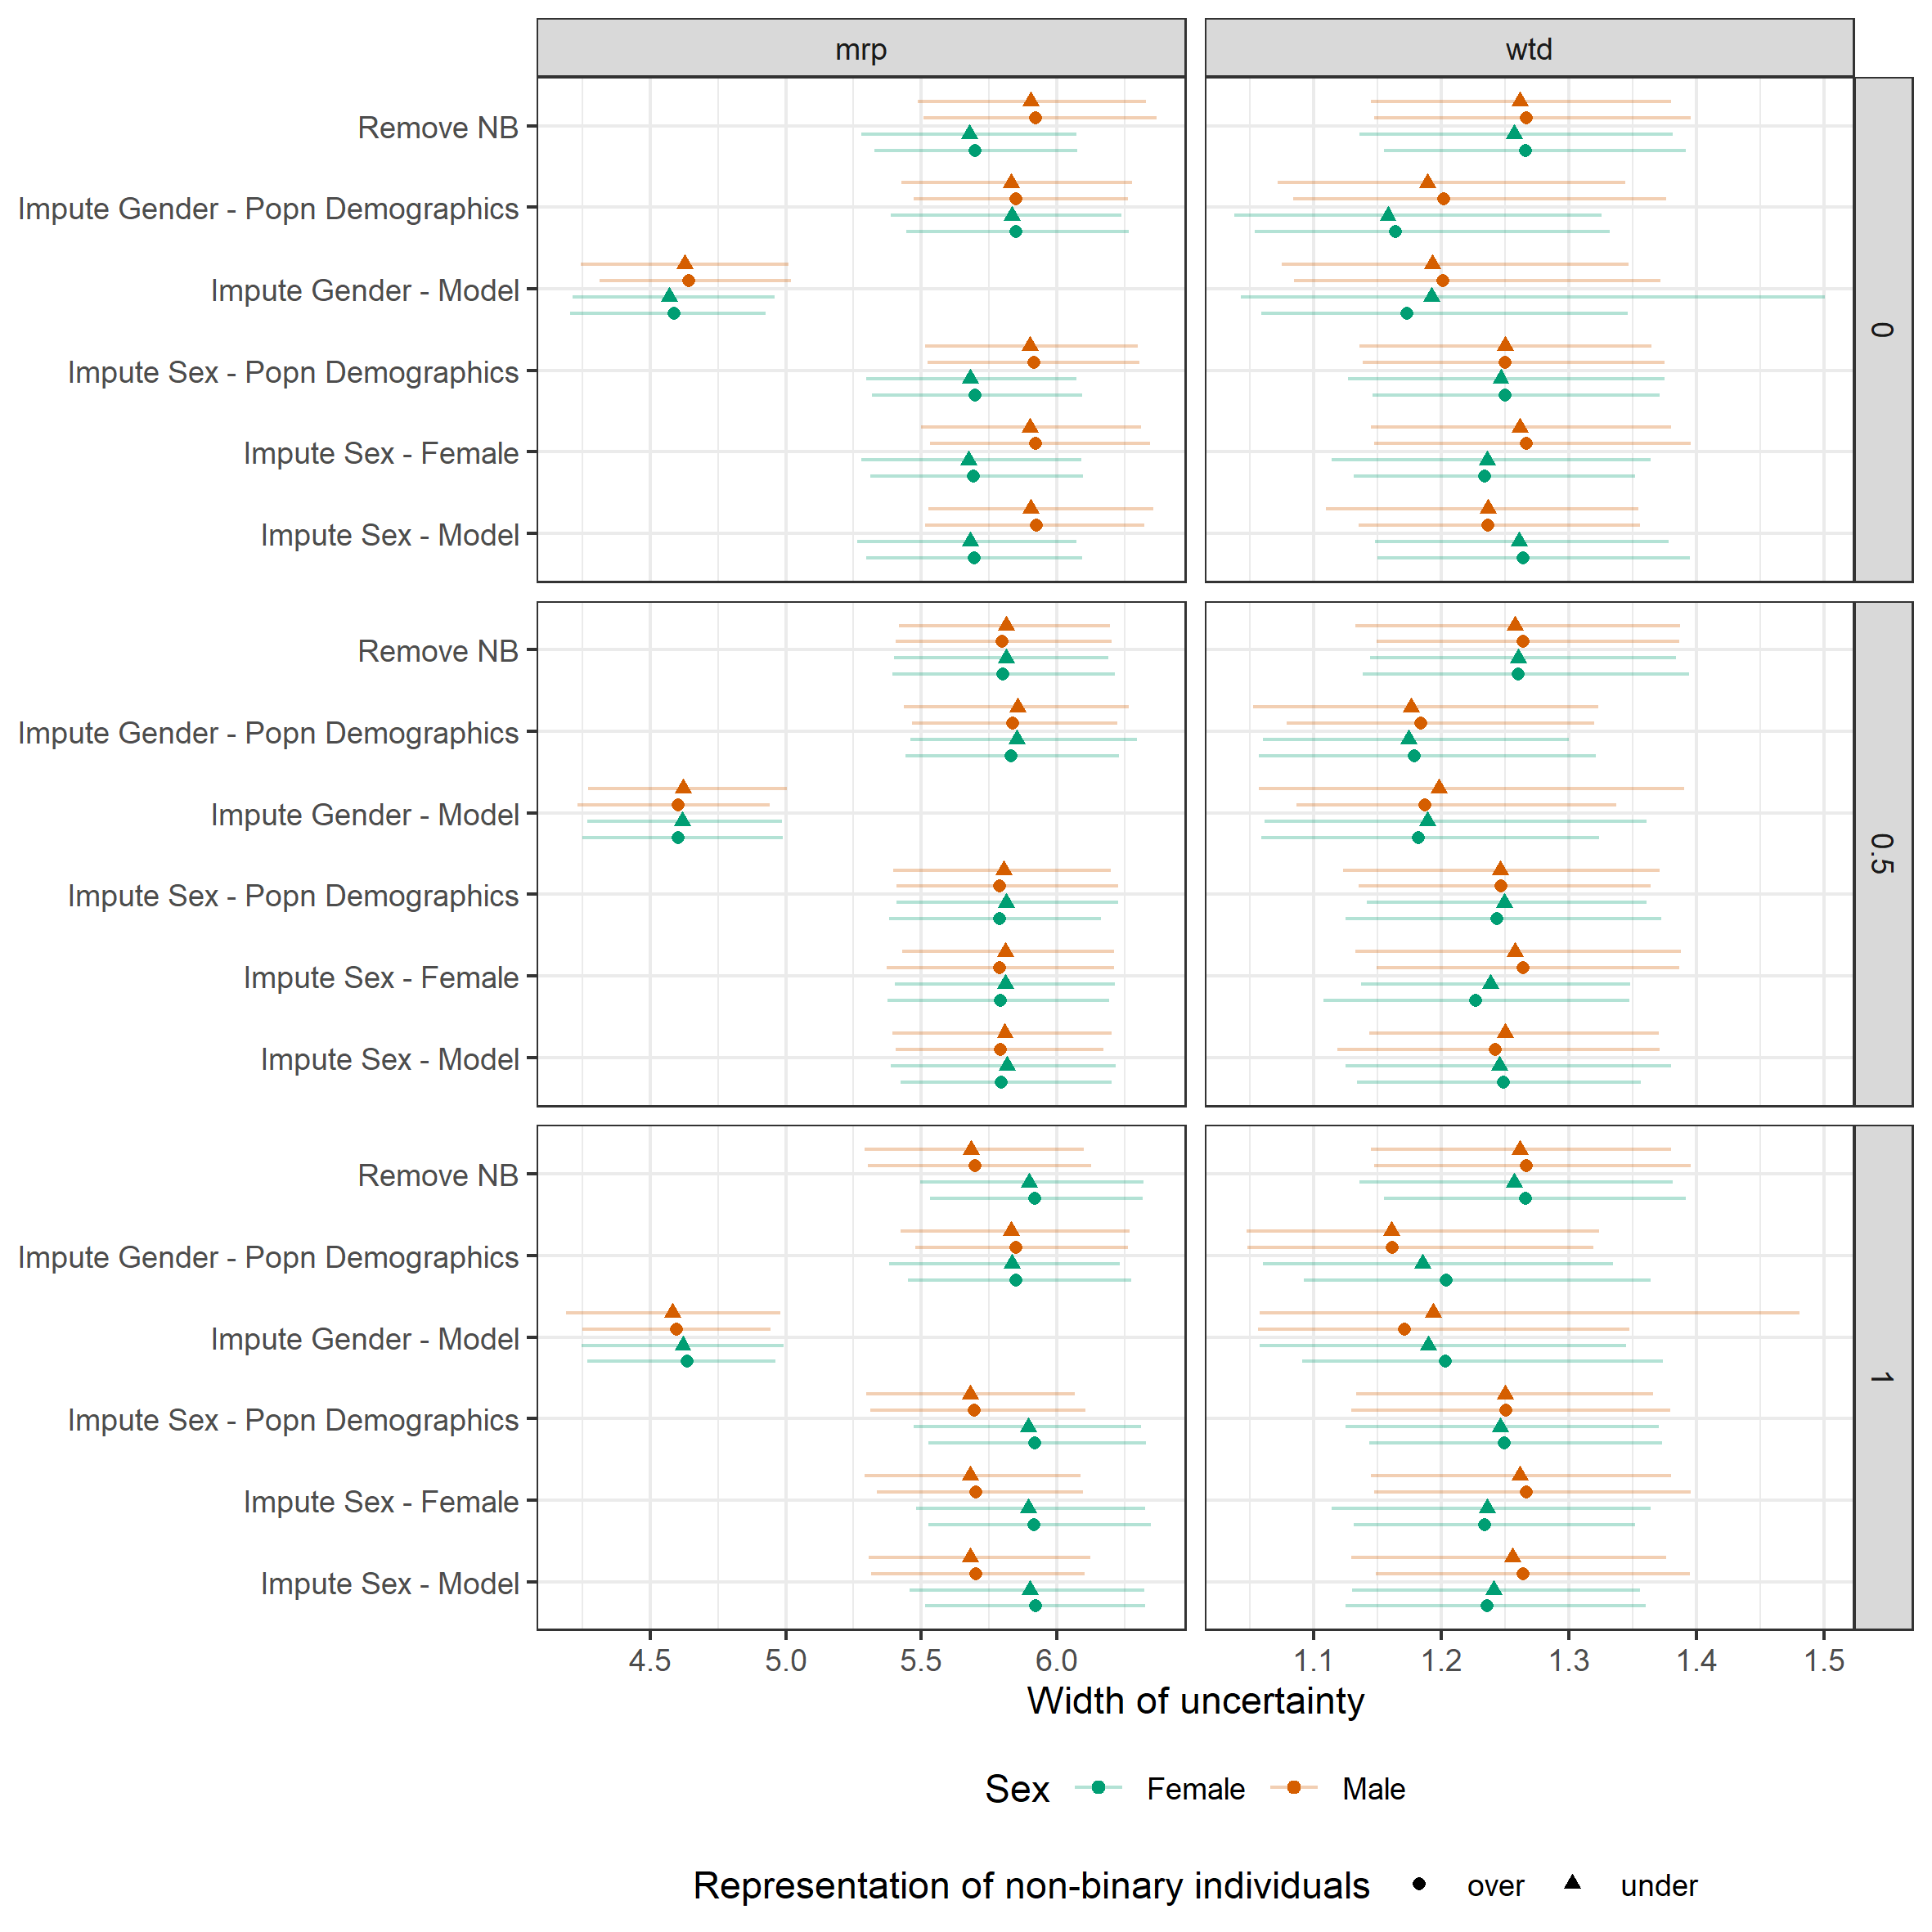 mrp
wtd
Remove NB
Impute Gender - Popn Demographics
Impute Gender - Model
Impute Sex - Popn Demographics
Impute Sex - Female
Impute Sex - Model
0
Remove NB
Impute Gender - Popn Demographics
Impute Gender - Model
Impute Sex - Popn Demographics
Impute Sex - Female
Impute Sex - Model
0.5
Remove NB
Impute Gender - Popn Demographics
Impute Gender - Model
Impute Sex - Popn Demographics
Impute Sex - Female
Impute Sex - Model
1
4.5 5.0 5.5 6.0
1.1 1.2 1.3 1.4 1.5
Width of uncertainty
Sex Female Male
Representation of non-binary individuals over under